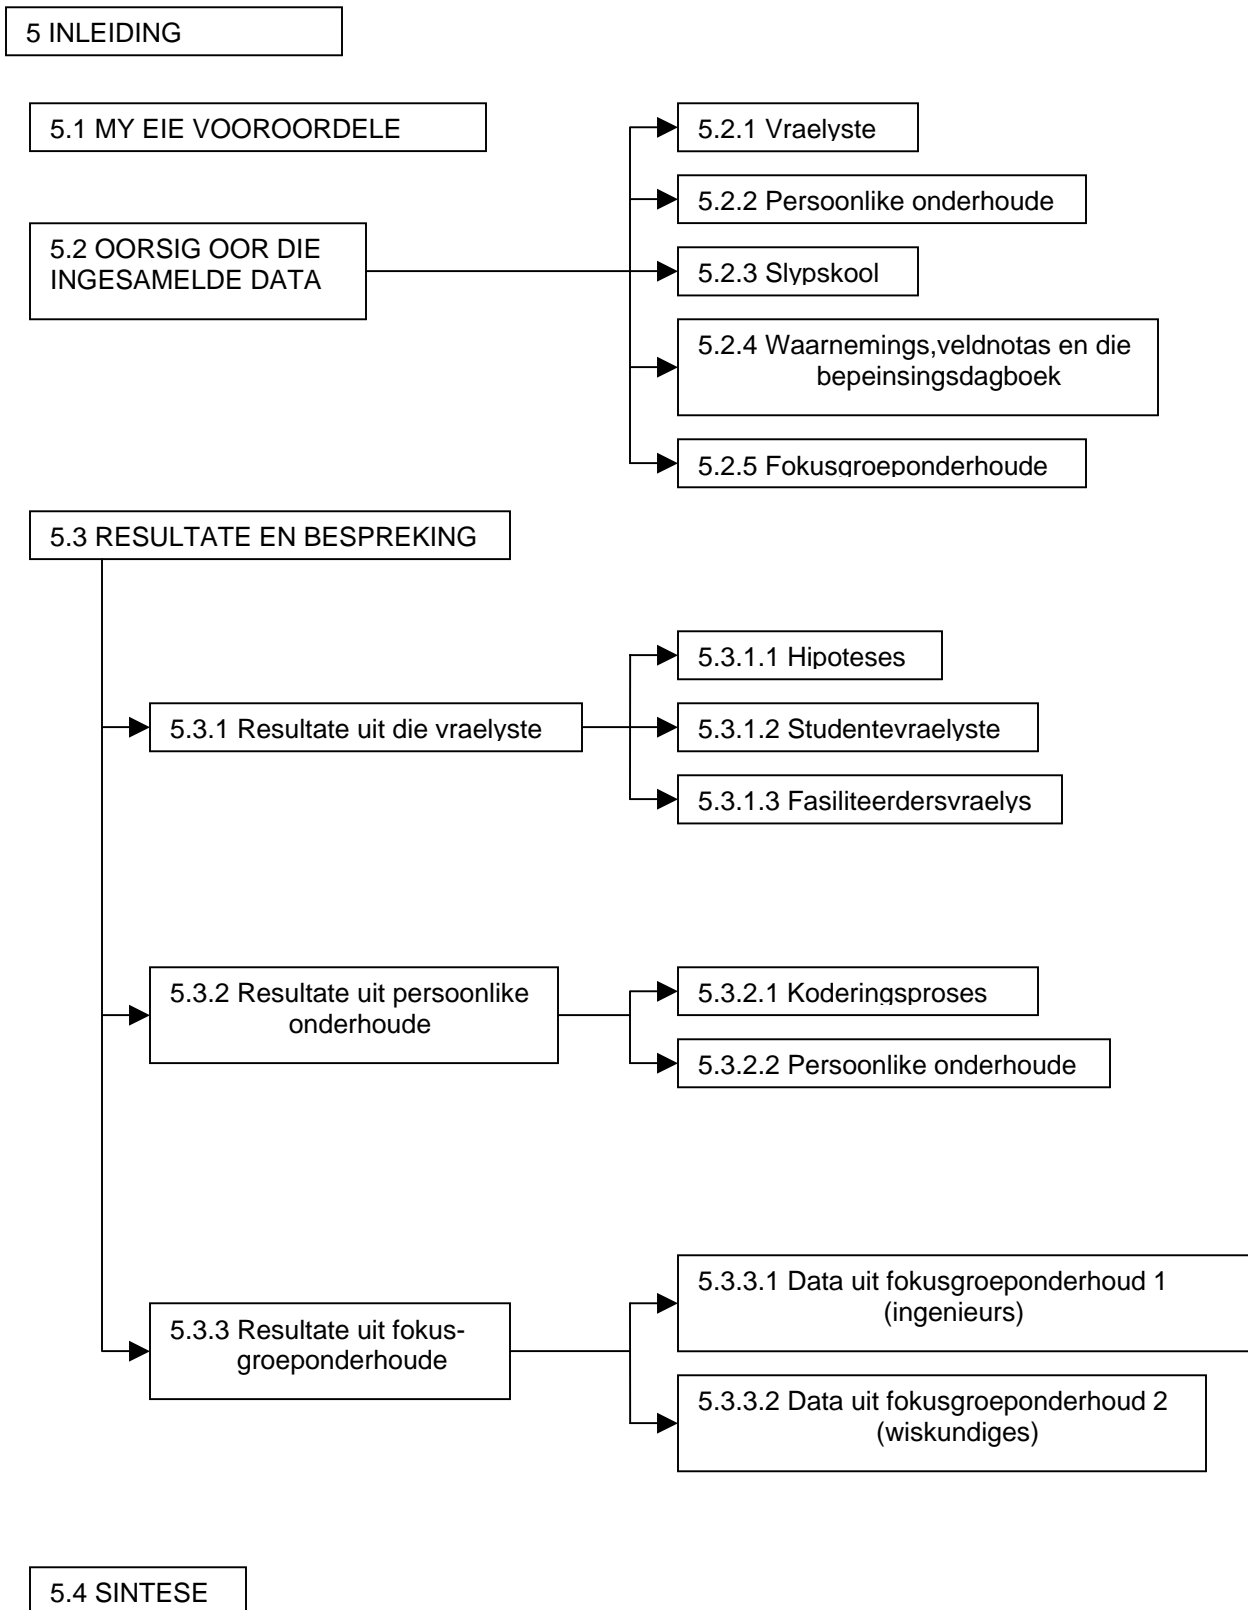 5 INLEIDING
5.1 MY EIE VOOROORDELE
5.2 OORSIG OOR DIE
INGESAMELDE DATA
5.2.1 Vraelyste
5.2.2 Persoonlike onderhoude
5.2.3 Slypskool
5.2.4 Waarnemings,veldnotas en die
bepeinsingsdagboek
5.2.5 Fokusgroeponderhoude
5.3 RESULTATE EN BESPREKING
5.3.1 Resultate uit die vraelyste
5.3.1.1 Hipoteses
5.3.1.2 Studentevraelyste
5.3.1.3 Fasiliteerdersvraelys
5.3.2 Resultate uit persoonlike
onderhoude
5.3.2.1 Koderingsproses
5.3.2.2 Persoonlike onderhoude
5.3.3 Resultate uit fokus-
groeponderhoude
5.3.3.1 Data uit fokusgroeponderhoud 1
(ingenieurs)
5.3.3.2 Data uit fokusgroeponderhoud 2
(wiskundiges)
5.4 SINTESE